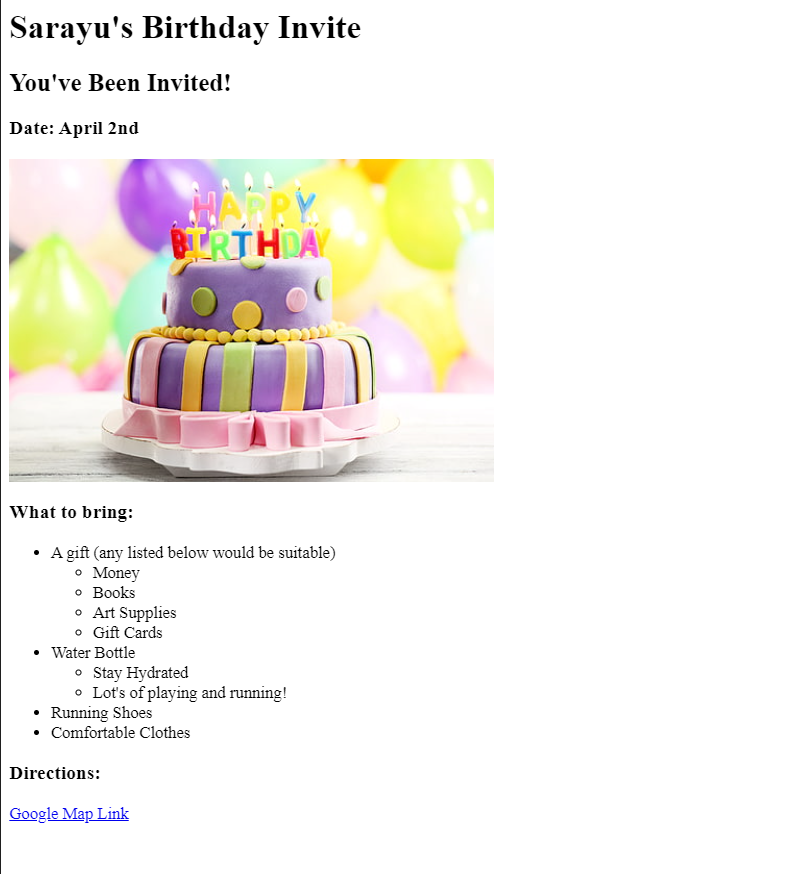 Sarayu's Birthday Invite
You've Been Invited!
Date: April 2nd
HAPPY
BIRTHDAY
What to bring:
A gift (any listed below would be suitable)
Money
Books
Art Supplies
Gift Cards
Water Bottle
Stay Hydrated
Lot's of playing and running!
Running Shoes
Comfortable Clothes
Directions:
Google Map Link